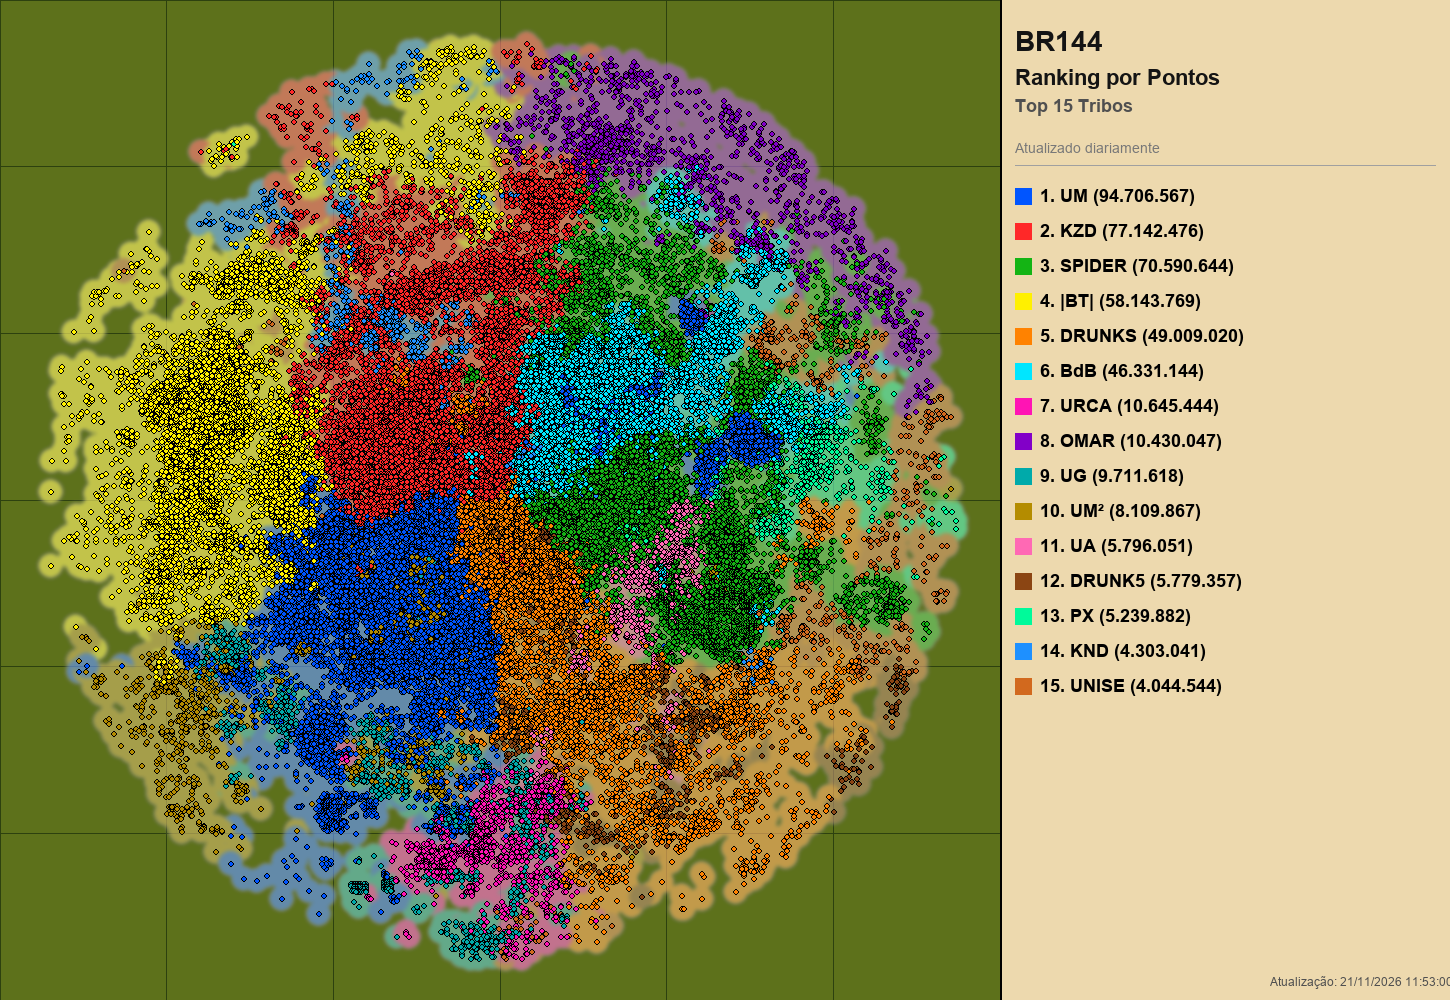 BR144
Ranking por Pontos
Top 15 Tribos
Atualizado diariamente
1. UM (94.706.567)
2. KZD (77.142.476)
3. SPIDER (70.590.644)
4. |BT| (58.143.769)
5. DRUNKS (49.009.020)
6. BdB (46.331.144)
7. URCA (10.645.444)
8. OMAR (10.430.047)
9. UG (9.711.618)
10. UM² (8.109.867)
11. UA (5.796.051)
12. DRUNK5 (5.779.357)
13. PX (5.239.882)
14. KND (4.303.041)
15. UNISE (4.044.544)
Atualização: 21/11/2026 11:53:00